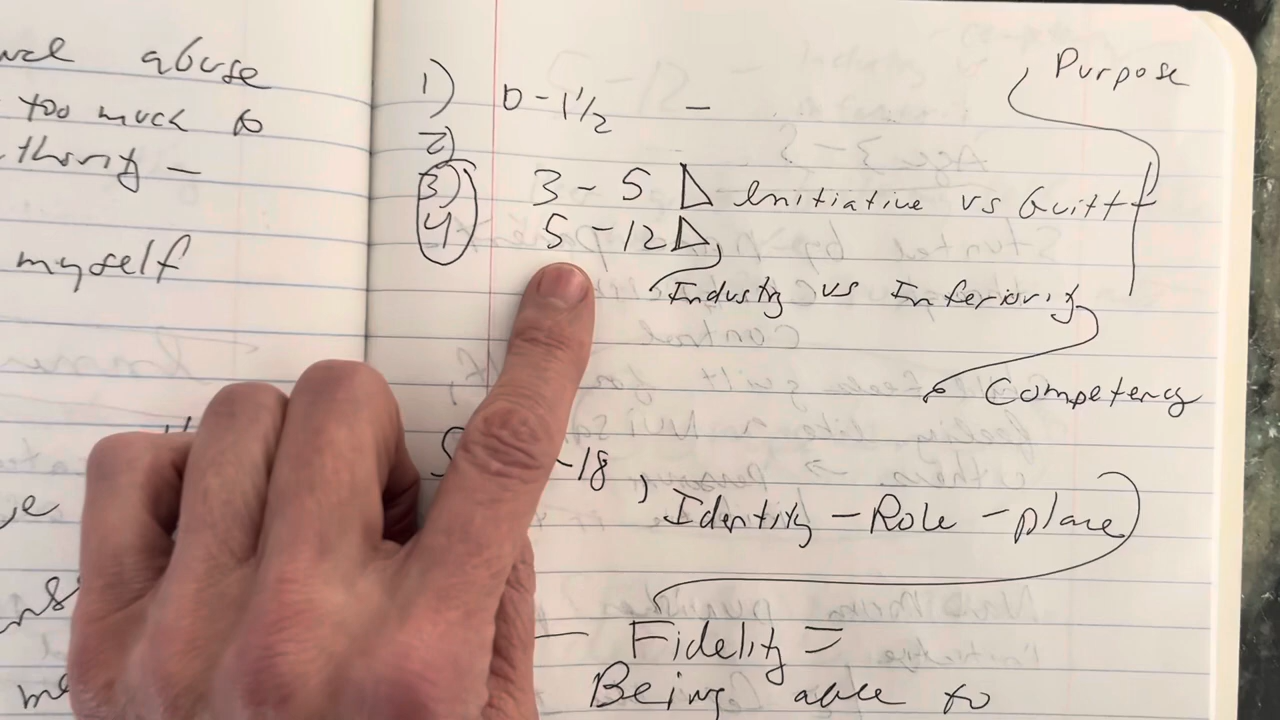 abuse
too much to
myself
Purpose
1) 0-1½ -
2)
3) 3-5 Initiative vs Guilt
4 5-12
Industry vs Inferiority
Competency
-18, Identity - Role - place
Fidelity =
Being able to